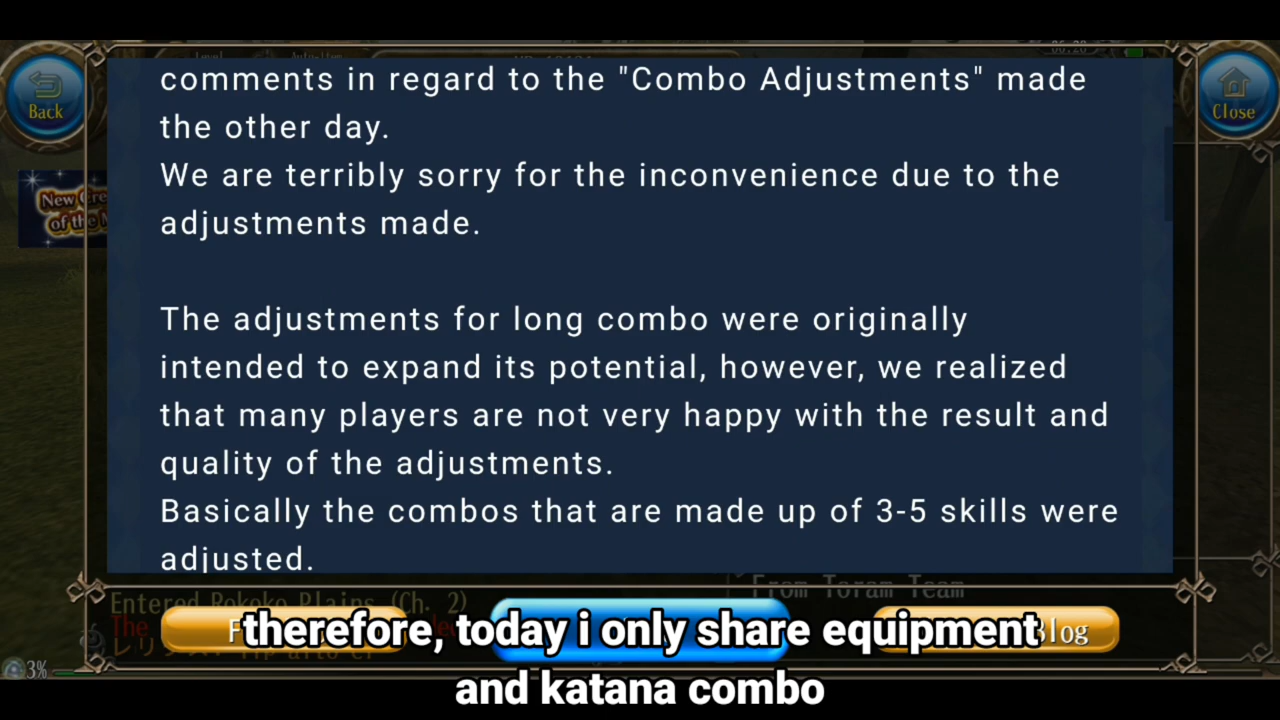 Back
Close
comments in regard to the "Combo Adjustments" made
the other day.
We are terribly sorry for the inconvenience due to the
adjustments made.
The adjustments for long combo were originally
intended to expand its potential, however, we realized
that many players are not very happy with the result and
quality of the adjustments.
Basically the combos that are made up of 3-5 skills were
adjusted.
New
of the
From Toram Team
Entered Rokoko Plains (Ch. 2)
The
Blog
therefore, today i only share equipment
and katana combo
3%